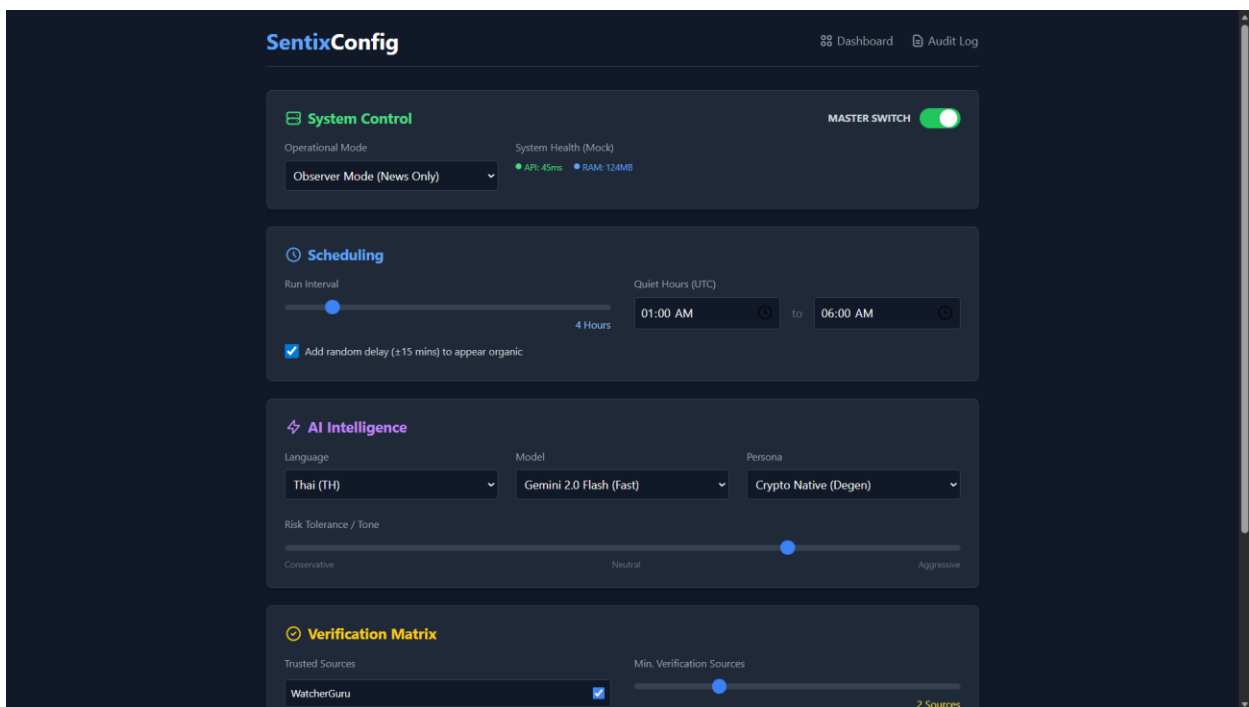 SentixConfig
Dashboard
Audit Log
System Control
MASTER SWITCH
Operational Mode
System Health (Mock)
Observer Mode (News Only)
API: 45ms
RAM: 124MB
Scheduling
Run Interval
Quiet Hours (UTC)
01:00 AM
to
06:00 AM
4 Hours
Add random delay (±15 mins) to appear organic
AI Intelligence
Language
Model
Persona
Thai (TH)
Gemini 2.0 Flash (Fast)
Crypto Native (Degen)
Risk Tolerance / Tone
Conservative
Neutral
Aggressive
Verification Matrix
Trusted Sources
Min. Verification Sources
WatcherGuru
2 Sources